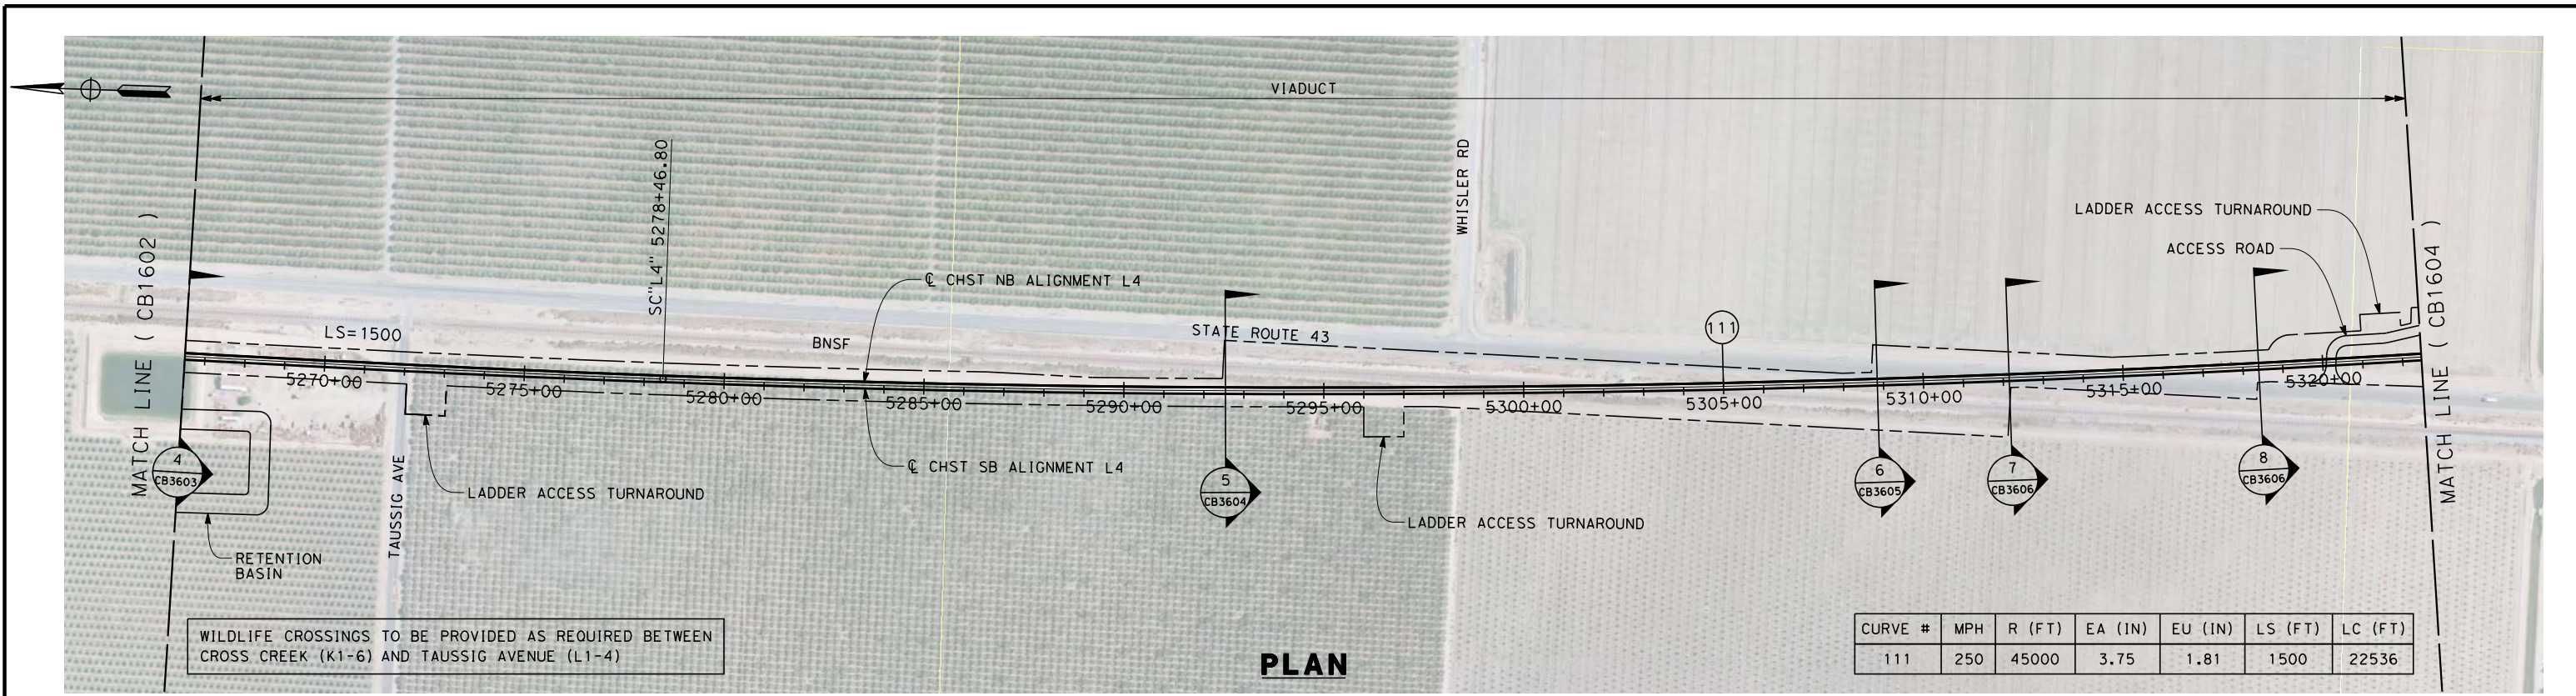 VIADUCT
MATCH LINE ( CB1602 )
SC"L4" 5278+46.80
WHISLER RD
LADDER ACCESS TURNAROUND
ACCESS ROAD
MATCH LINE ( CB1604 )
℄ CHST NB ALIGNMENT L4
LS=1500
BNSF
STATE ROUTE 43
111
5270+00
5275+00
5280+00
5285+00
5290+00
5295+00
5300+00
5305+00
5310+00
5315+00
5320+00
4
CB3603
5
CB3604
6
CB3605
7
CB3606
8
CB3606
℄ CHST SB ALIGNMENT L4
LADDER ACCESS TURNAROUND
LADDER ACCESS TURNAROUND
TAUSSIG AVE
RETENTION
BASIN
WILDLIFE CROSSINGS TO BE PROVIDED AS REQUIRED BETWEEN
CROSS CREEK (K1-6) AND TAUSSIG AVENUE (L1-4)
PLAN
CURVE # MPH R (FT) EA (IN) EU (IN) LS (FT) LC (FT)
111 250 45000 3.75 1.81 1500 22536